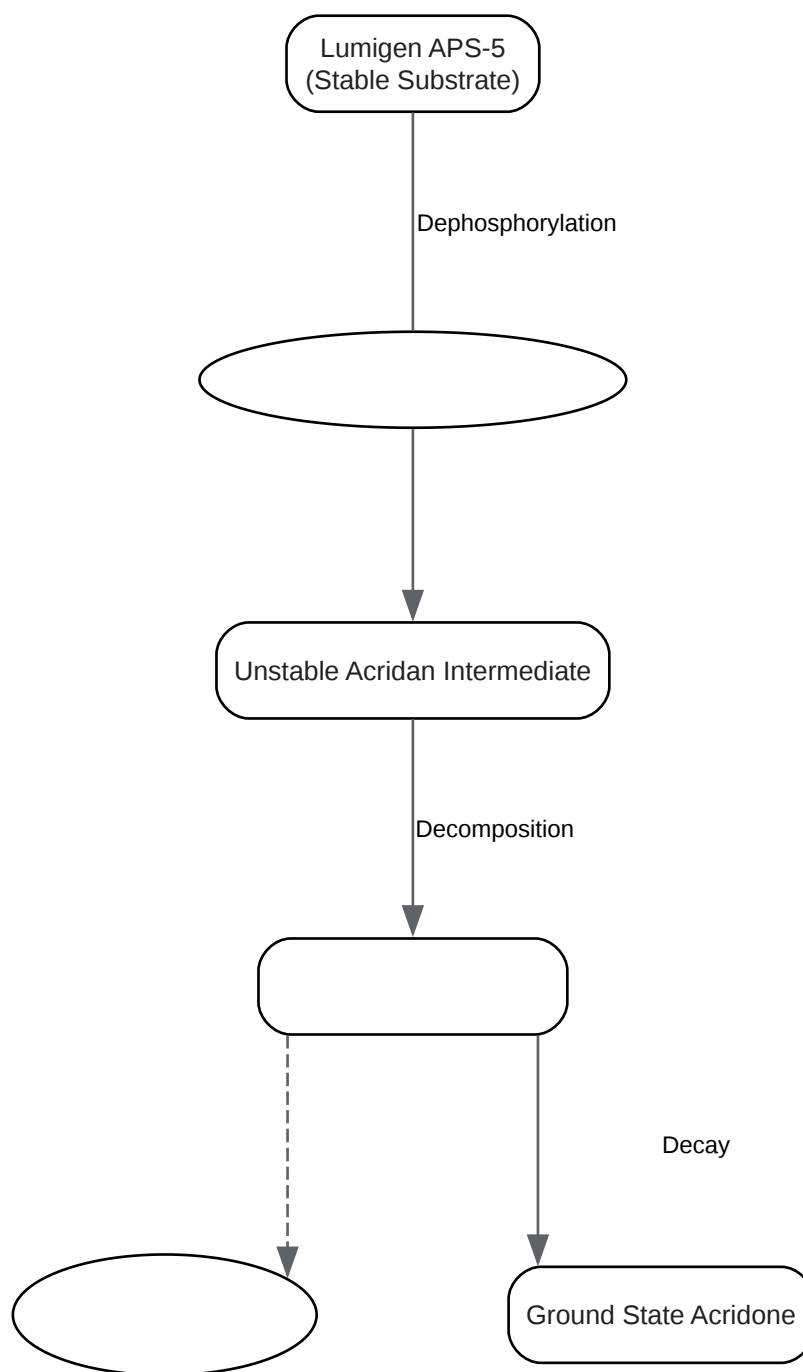 Lumigen APS-5
(Stable Substrate)
Dephosphorylation
Unstable Acridan Intermediate
Decomposition
Decay
Ground State Acridone